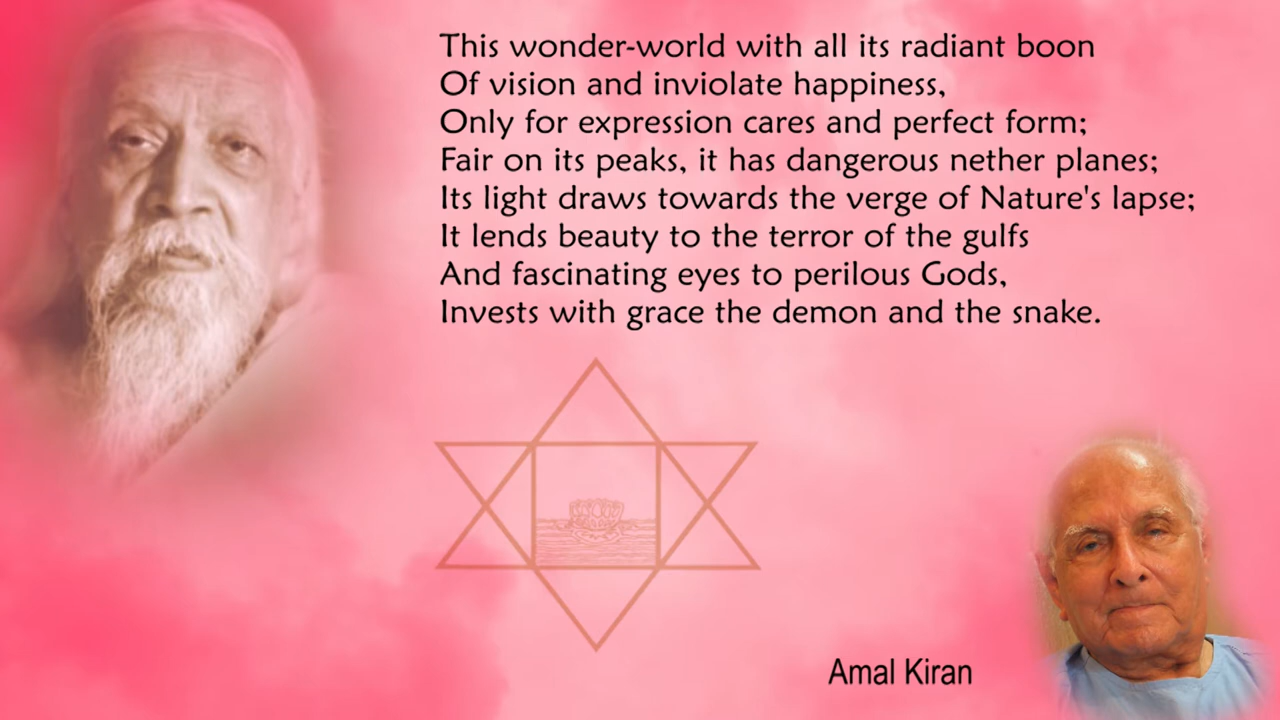 This wonder-world with all its radiant boon
Of vision and inviolate happiness,
Only for expression cares and perfect form;
Fair on its peaks, it has dangerous nether planes;
Its light draws towards the verge of Nature's lapse;
It lends beauty to the terror of the gulfs
And fascinating eyes to perilous Gods,
Invests with grace the demon and the snake.
Amal Kiran